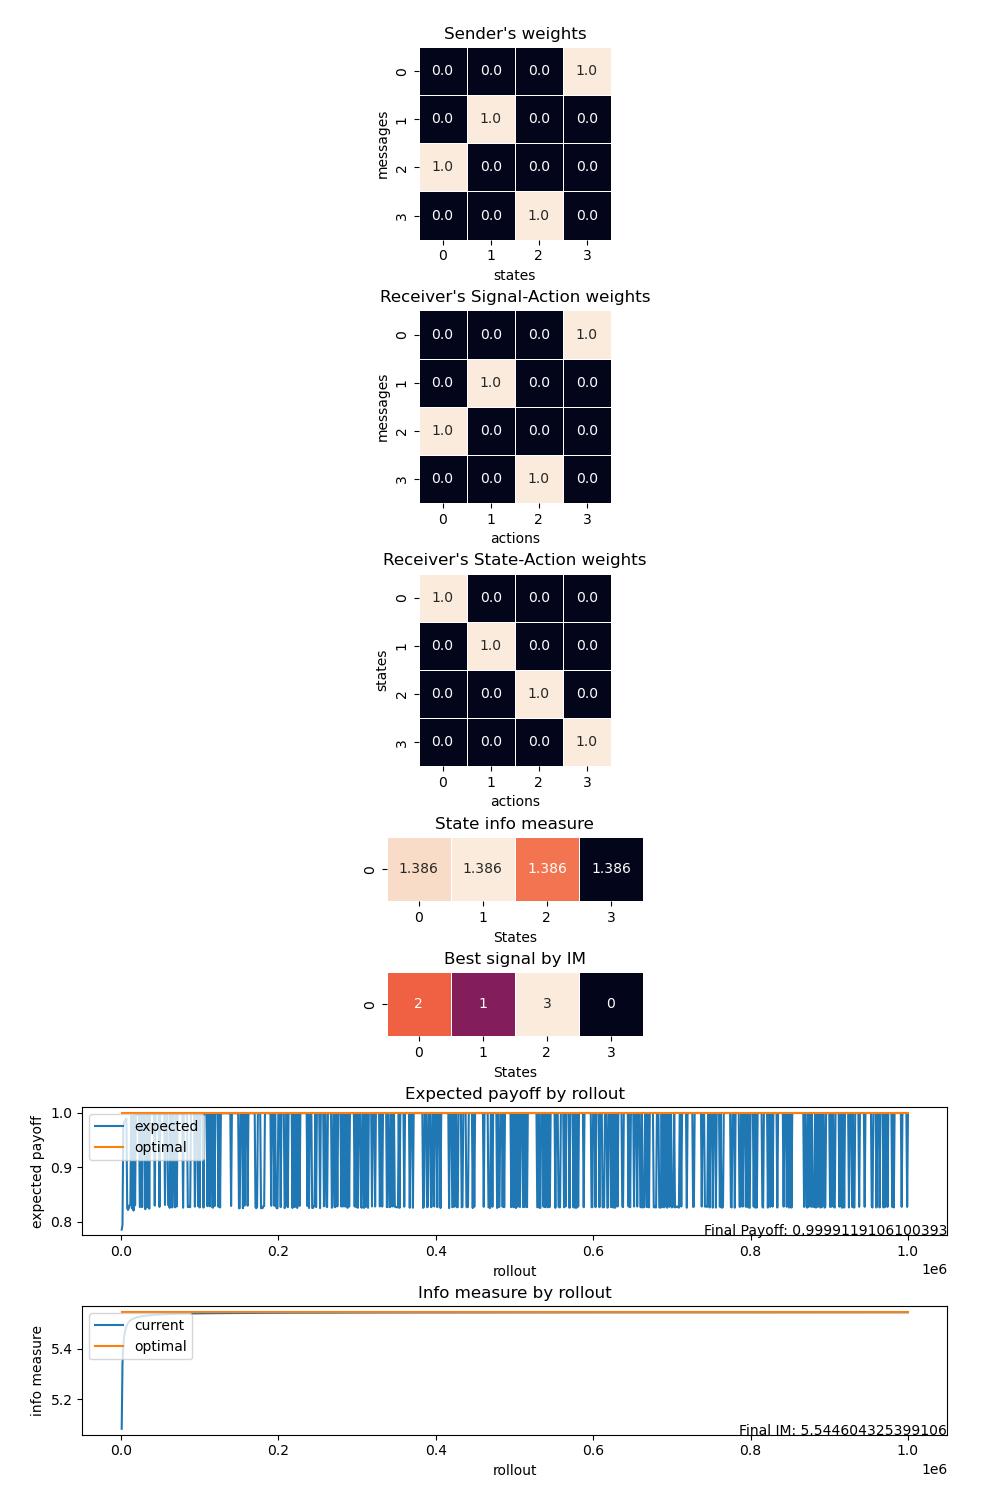 Sender's weights
0 0.0 0.0 0.0 1.0
1 0.0 1.0 0.0 0.0
2 1.0 0.0 0.0 0.0
3 0.0 0.0 1.0 0.0
messages
0 1 2 3
states
Receiver's Signal-Action weights
0 0.0 0.0 0.0 1.0
1 0.0 1.0 0.0 0.0
2 1.0 0.0 0.0 0.0
3 0.0 0.0 1.0 0.0
messages
0 1 2 3
actions
Receiver's State-Action weights
0 1.0 0.0 0.0 0.0
1 0.0 1.0 0.0 0.0
2 0.0 0.0 1.0 0.0
3 0.0 0.0 0.0 1.0
states
0 1 2 3
actions
State info measure
0 1.386 1.386 1.386 1.386
0 1 2 3
States
Best signal by IM
0 2 1 3 0
0 1 2 3
States
Expected payoff by rollout
expected payoff
1.0
0.9
0.8
expected
optimal
Final Payoff: 0.9999119106100393
0.0 0.2 0.4 0.6 0.8 1.0
1e6
rollout
Info measure by rollout
info measure
5.4
5.2
current
optimal
Final IM: 5.544604325399106
0.0 0.2 0.4 0.6 0.8 1.0
1e6
rollout